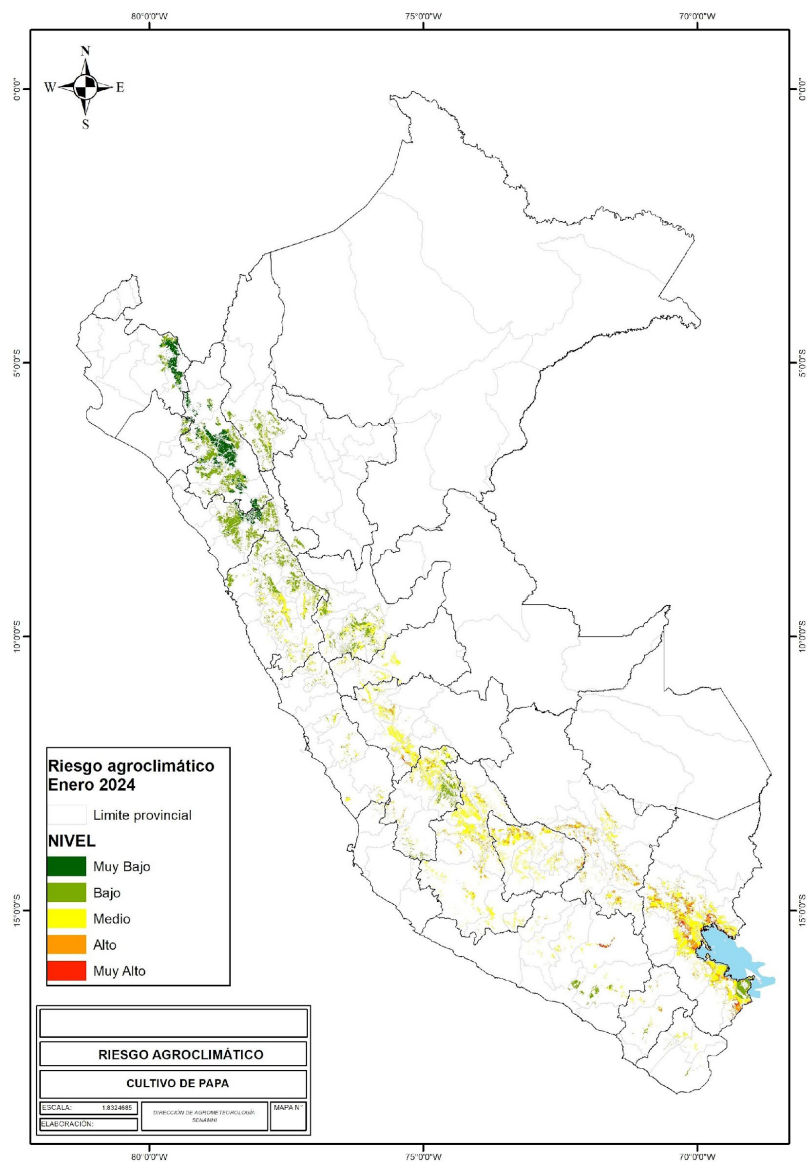 80°0'0"W 75°0'0"W 70°0'0"W
N
W E
S
0°0'0" 0°0'0"
5°0'0"S 5°0'0"S
10°0'0"S 10°0'0"S
15°0'0"S 15°0'0"S
Riesgo agroclimático
Enero 2024
Limite provincial
NIVEL
Muy Bajo
Bajo
Medio
Alto
Muy Alto
RIESGO AGROCLIMÁTICO
CULTIVO DE PAPA
ESCALA: 1:8324685
DIRECCIÓN DE AGROMETEOROLOGÍA
SENAMHI
MAPA N°
ELABORACIÓN:
80°0'0"W 75°0'0"W 70°0'0"W